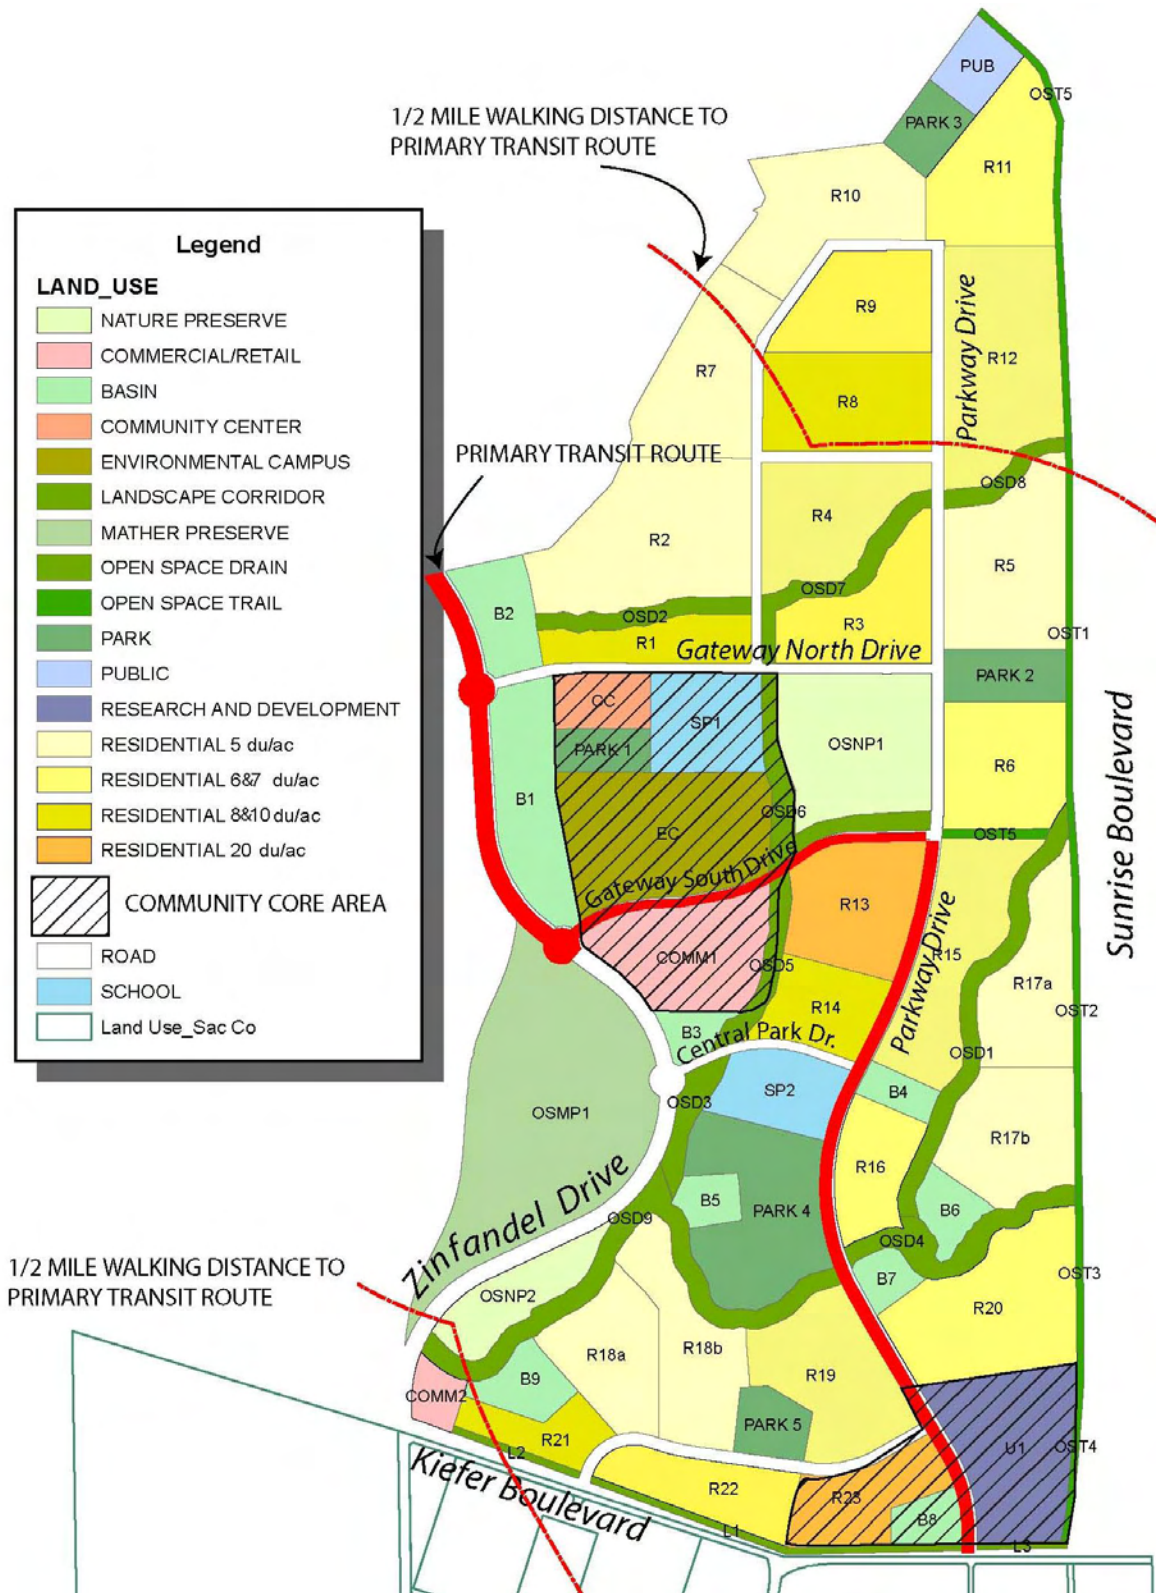 PUB
OST5
1/2 MILE WALKING DISTANCE TO
PRIMARY TRANSIT ROUTE
PARK 3
R11
R10
Legend
LAND_USE
NATURE PRESERVE
COMMERCIAL/RETAIL
BASIN
COMMUNITY CENTER
ENVIRONMENTAL CAMPUS
LANDSCAPE CORRIDOR
MATHER PRESERVE
OPEN SPACE DRAIN
OPEN SPACE TRAIL
PARK
PUBLIC
RESEARCH AND DEVELOPMENT
RESIDENTIAL 5 du/ac
RESIDENTIAL 6&7 du/ac
RESIDENTIAL 8&10 du/ac
RESIDENTIAL 20 du/ac
COMMUNITY CORE AREA
ROAD
SCHOOL
Land Use_Sac Co
R9
Parkway Drive
R12
R7
R8
PRIMARY TRANSIT ROUTE
OSD8
R4
R2
R5
B2
OSD7
OSD2
R3
R1
Gateway North Drive
OST1
PARK 2
CC
SP1
PARK 1
OSNP1
Sunrise Boulevard
R6
B1
EC
OSD6
OST5
Gateway South Drive
R13
COMM1
OSD5
Parkway Drive
R15
R17a
R14
OST2
B3
Central Park Dr.
OSD1
SP2
B4
OSMP1
OSD3
R17b
R16
Zinfandel Drive
B5
PARK 4
B6
OSD9
OSD4
1/2 MILE WALKING DISTANCE TO
PRIMARY TRANSIT ROUTE
OSNP2
B7
OST3
R20
R18a
R18b
R19
B9
COMM2
PARK 5
R21
L2
U1
OST4
Kiefer Boulevard
R22
R23
B8
L1
L3